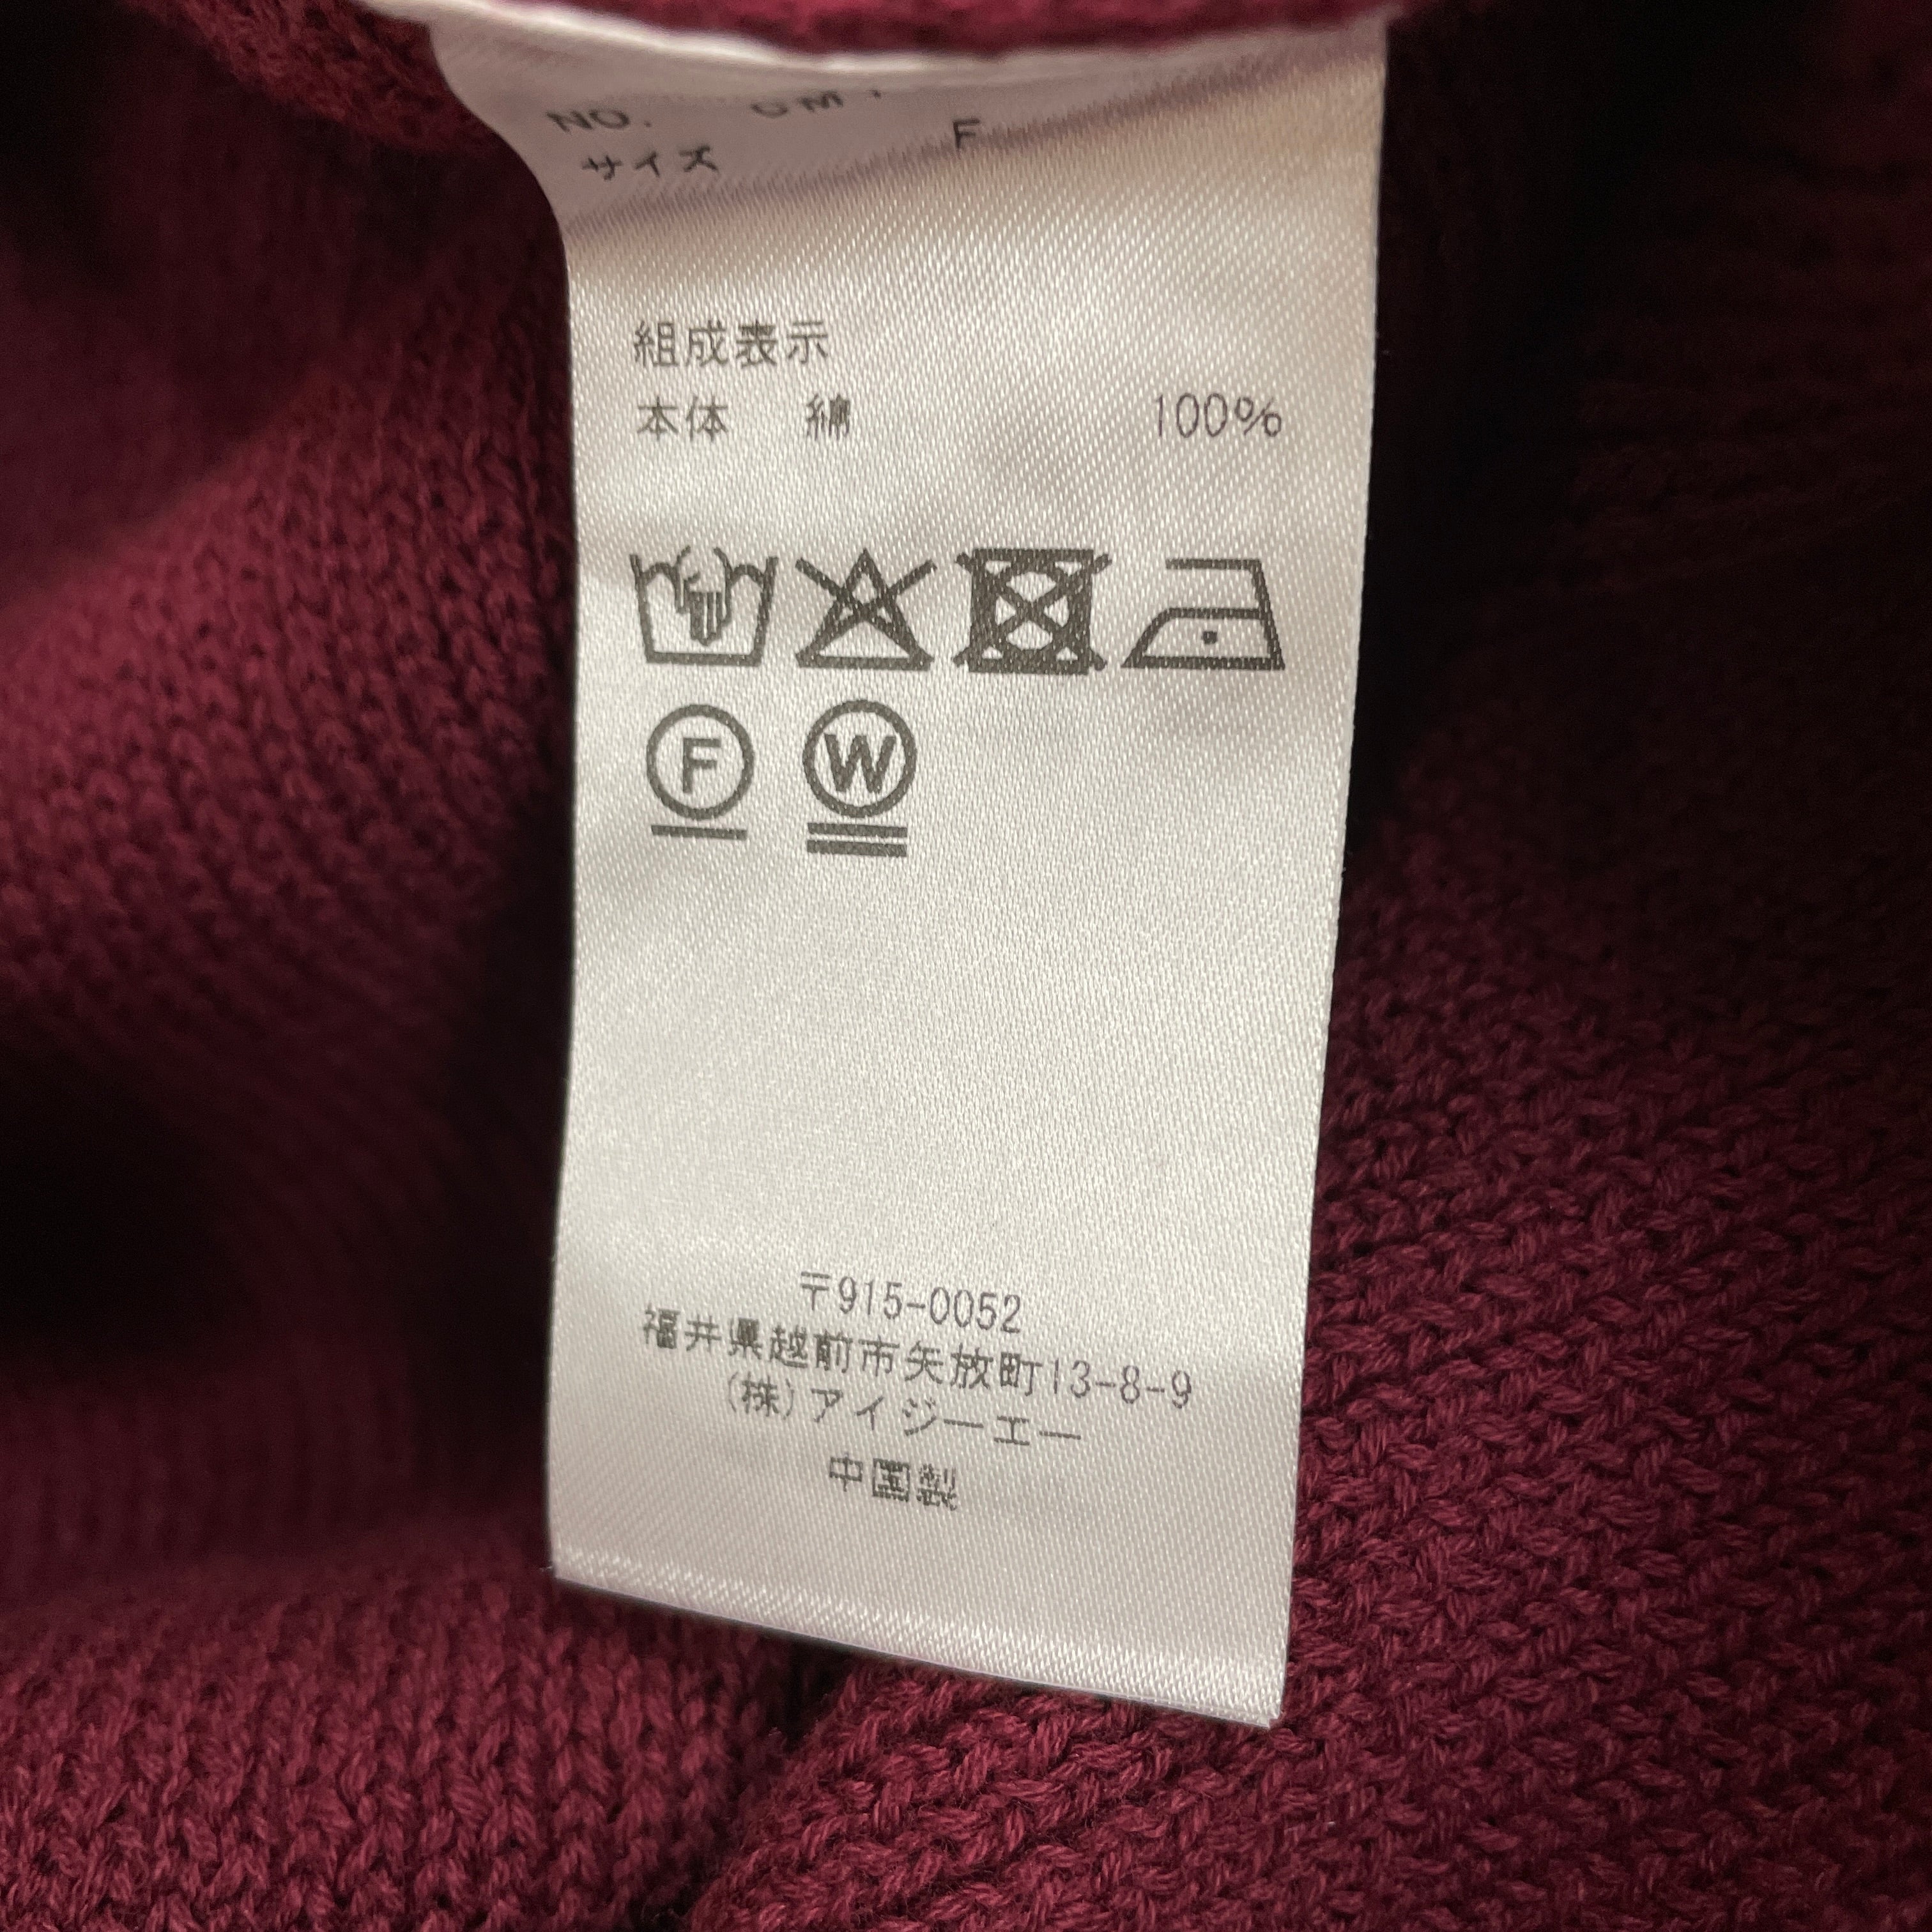 NO.
サイズ F
組成表示
本体 綿 100%
F W
〒915-0052
福井県越前市矢放町13-8-9
(株)アイジーエー
中国製